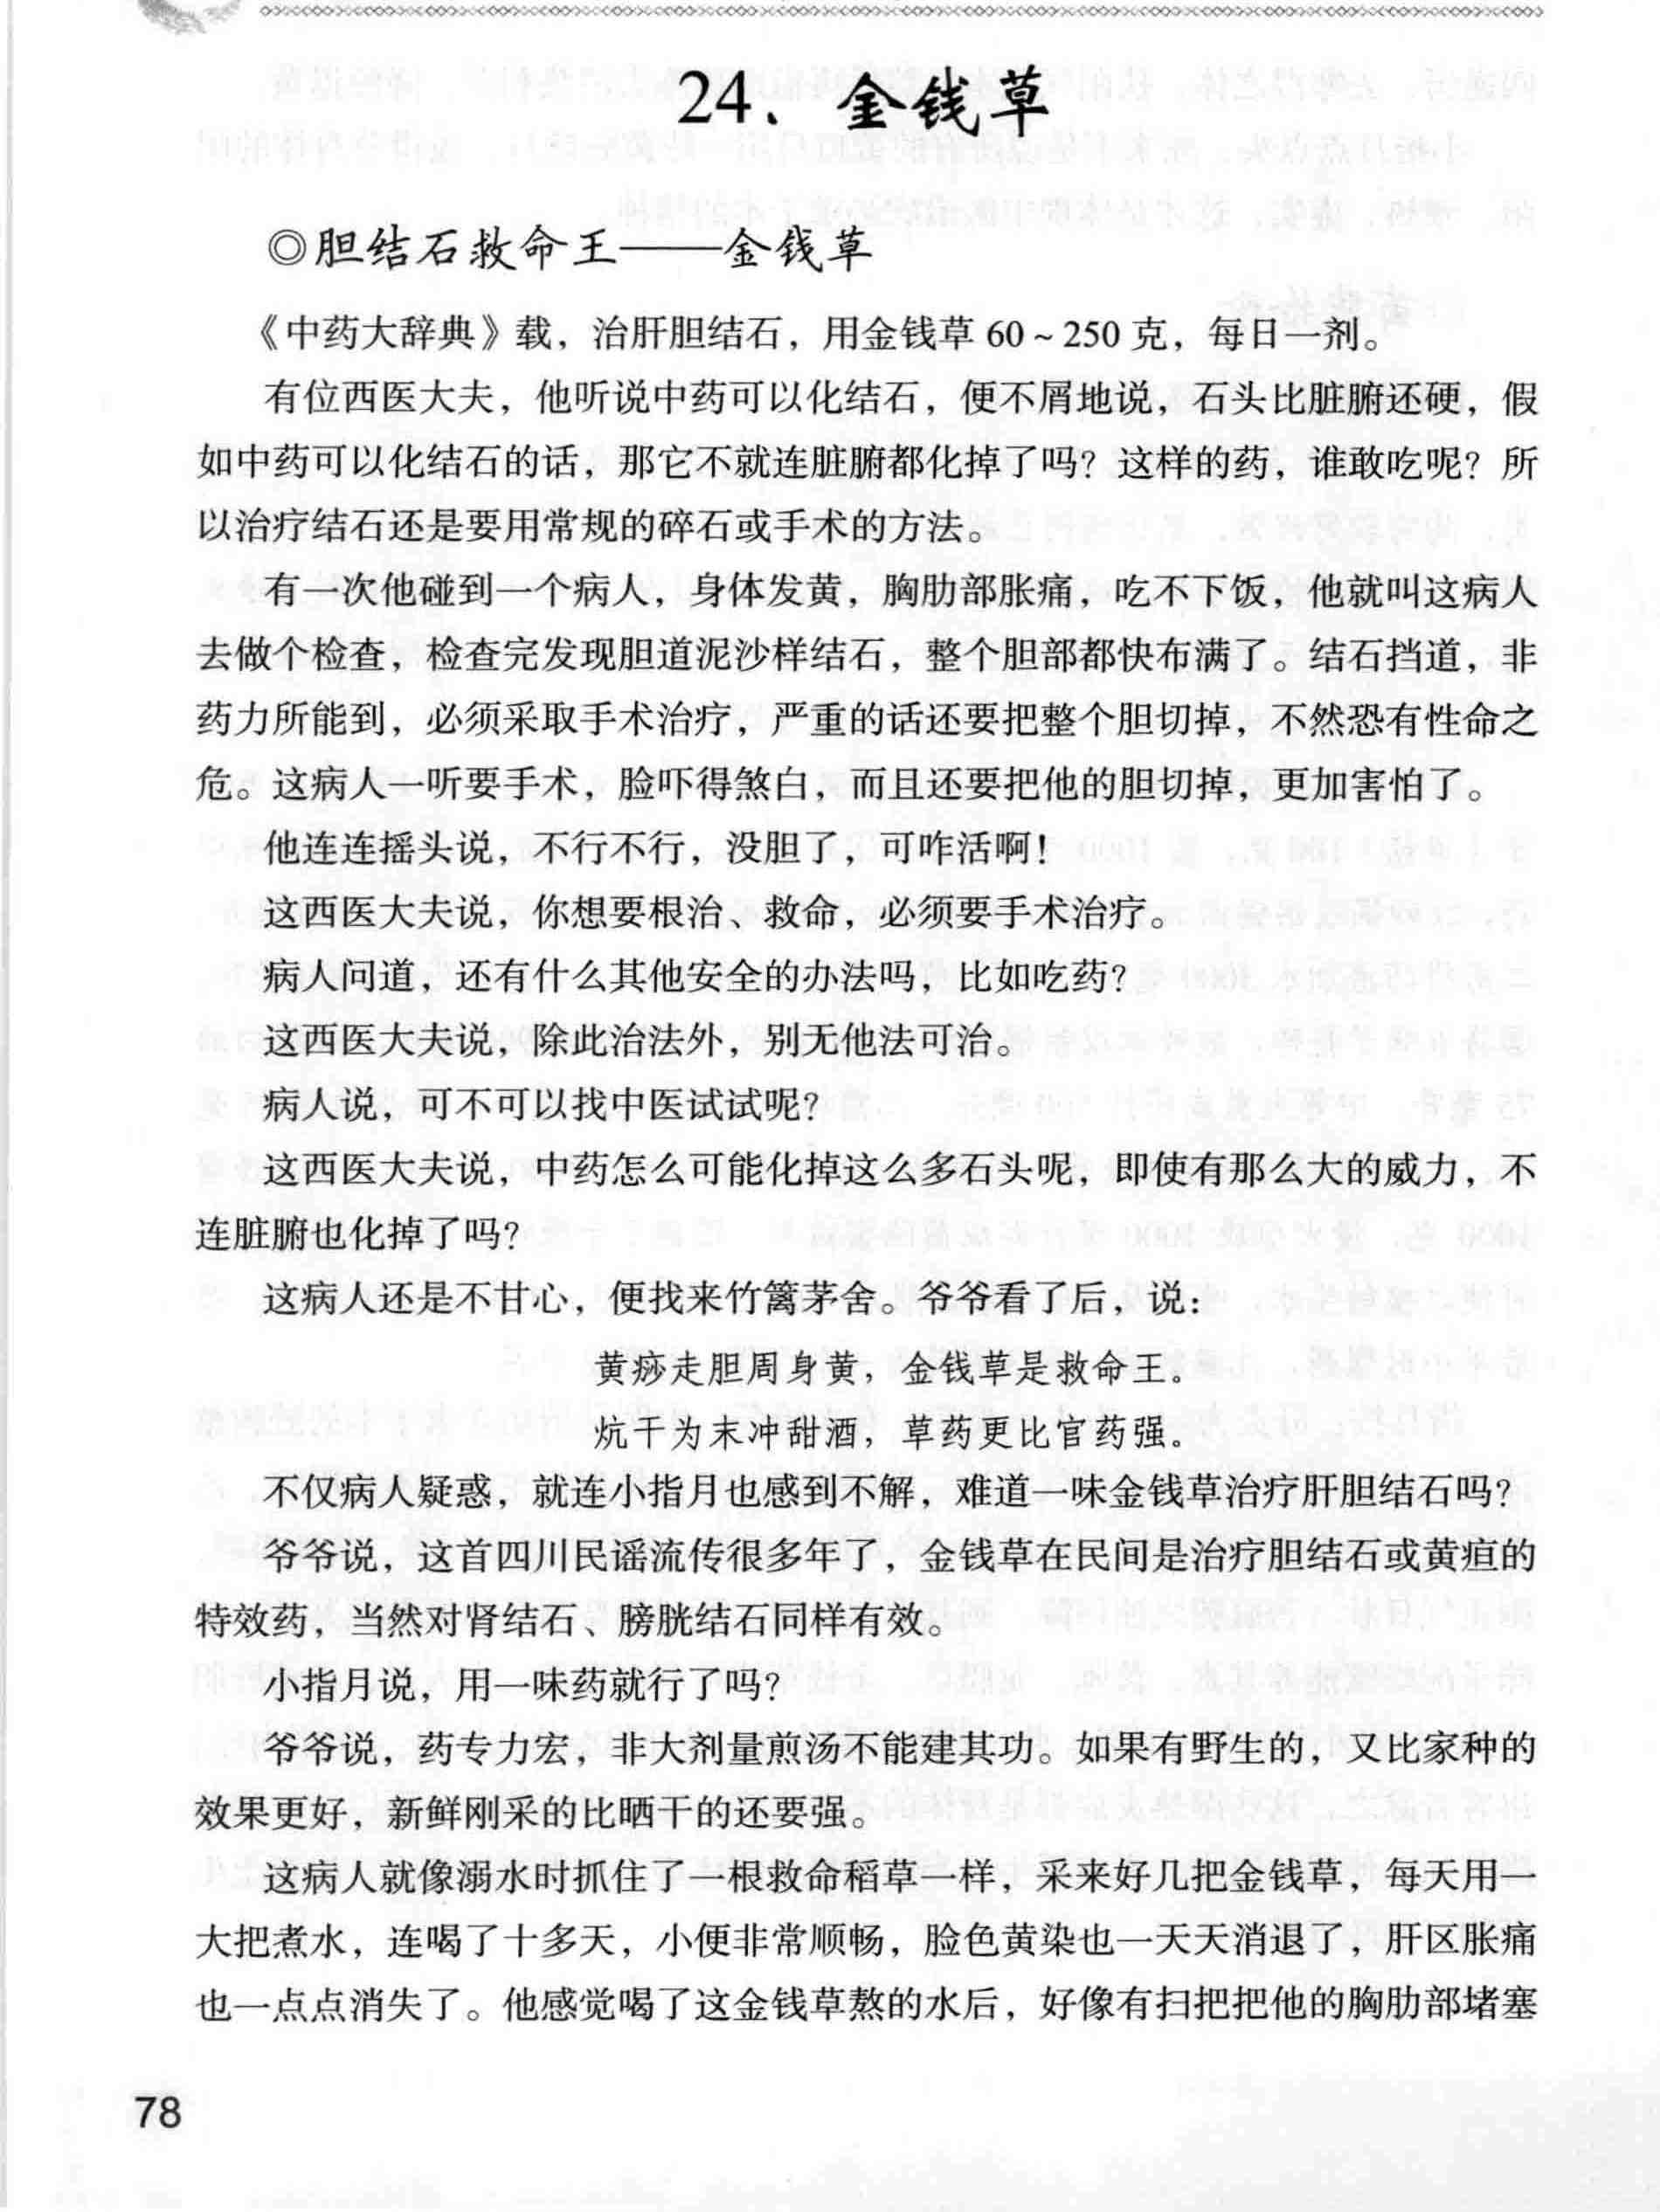 24、金钱草
◎胆结石救命王——金钱草
《中药大辞典》载，治肝胆结石，用金钱草 60 ~ 250 克，每日一剂。
有位西医大夫，他听说中药可以化结石，便不屑地说，石头比脏腑还硬，假
如中药可以化结石的话，那它不就连脏腑都化掉了吗？这样的药，谁敢吃呢？所
以治疗结石还是要用常规的碎石或手术的方法。
有一次他碰到一个病人，身体发黄，胸肋部胀痛，吃不下饭，他就叫这病人
去做个检查，检查完发现胆道泥沙样结石，整个胆部都快布满了。结石挡道，非
药力所能到，必须采取手术治疗，严重的话还要把整个胆切掉，不然恐有性命之
危。这病人一听要手术，脸吓得煞白，而且还要把他的胆切掉，更加害怕了。
他连连摇头说，不行不行，没胆了，可咋活啊！
这西医大夫说，你想要根治、救命，必须要手术治疗。
病人问道，还有什么其他安全的办法吗，比如吃药？
这西医大夫说，除此治法外，别无他法可治。
病人说，可不可以找中医试试呢？
这西医大夫说，中药怎么可能化掉这么多石头呢，即使有那么大的威力，不
连脏腑也化掉了吗？
这病人还是不甘心，便找来竹篱茅舍。爷爷看了后，说：
黄痧走胆周身黄，金钱草是救命王。
炕干为末冲甜酒，草药更比官药强。
不仅病人疑惑，就连小指月也感到不解，难道一味金钱草治疗肝胆结石吗？
爷爷说，这首四川民谣流传很多年了，金钱草在民间是治疗胆结石或黄疸的
特效药，当然对肾结石、膀胱结石同样有效。
小指月说，用一味药就行了吗？
爷爷说，药专力宏，非大剂量煎汤不能建其功。如果有野生的，又比家种的
效果更好，新鲜刚采的比晒干的还要强。
这病人就像溺水时抓住了一根救命稻草一样，采来好几把金钱草，每天用一
大把煮水，连喝了十多天，小便非常顺畅，脸色黄染也一天天消退了，肝区胀痛
也一点点消失了。他感觉喝了这金钱草熬的水后，好像有扫把把他的胸肋部堵塞
78